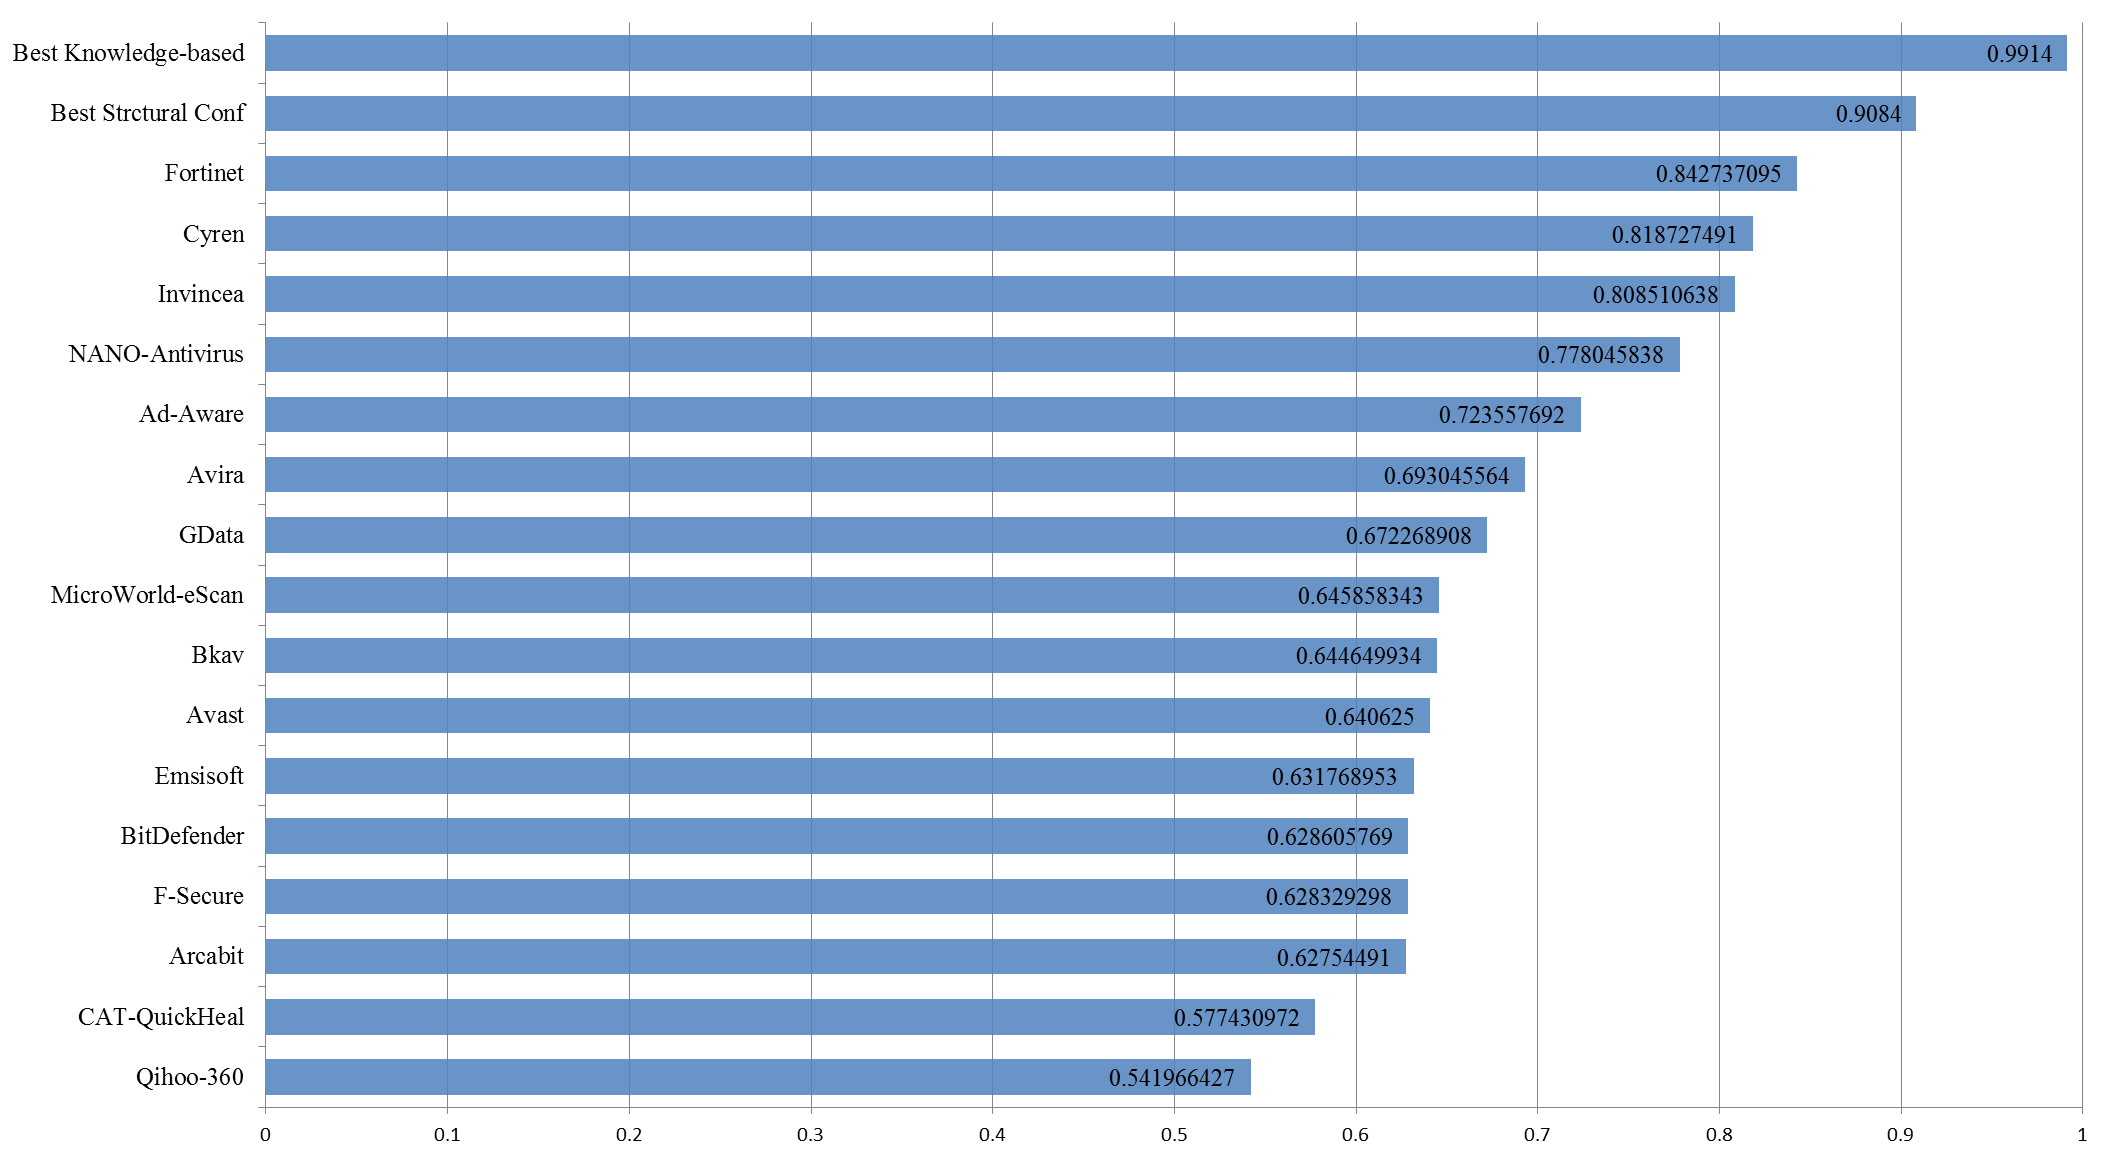 Best Knowledge-based 0.9914
Best Strctural Conf 0.9084
Fortinet 0.842737095
Cyren 0.818727491
Invincea 0.808510638
NANO-Antivirus 0.778045838
Ad-Aware 0.723557692
Avira 0.693045564
GData 0.672268908
MicroWorld-eScan 0.645858343
Bkav 0.644649934
Avast 0.640625
Emsisoft 0.631768953
BitDefender 0.628605769
F-Secure 0.628329298
Arcabit 0.62754491
CAT-QuickHeal 0.577430972
Qihoo-360 0.541966427
0 0.1 0.2 0.3 0.4 0.5 0.6 0.7 0.8 0.9 1